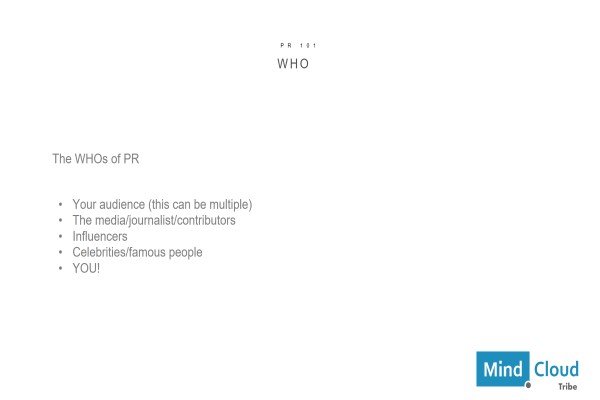 PR 101
WHO
The WHOs of PR
• Your audience (this can be multiple)
• The media/journalist/contributors
• Influencers
• Celebrities/famous people
• YOU!
Mind Cloud
Tribe